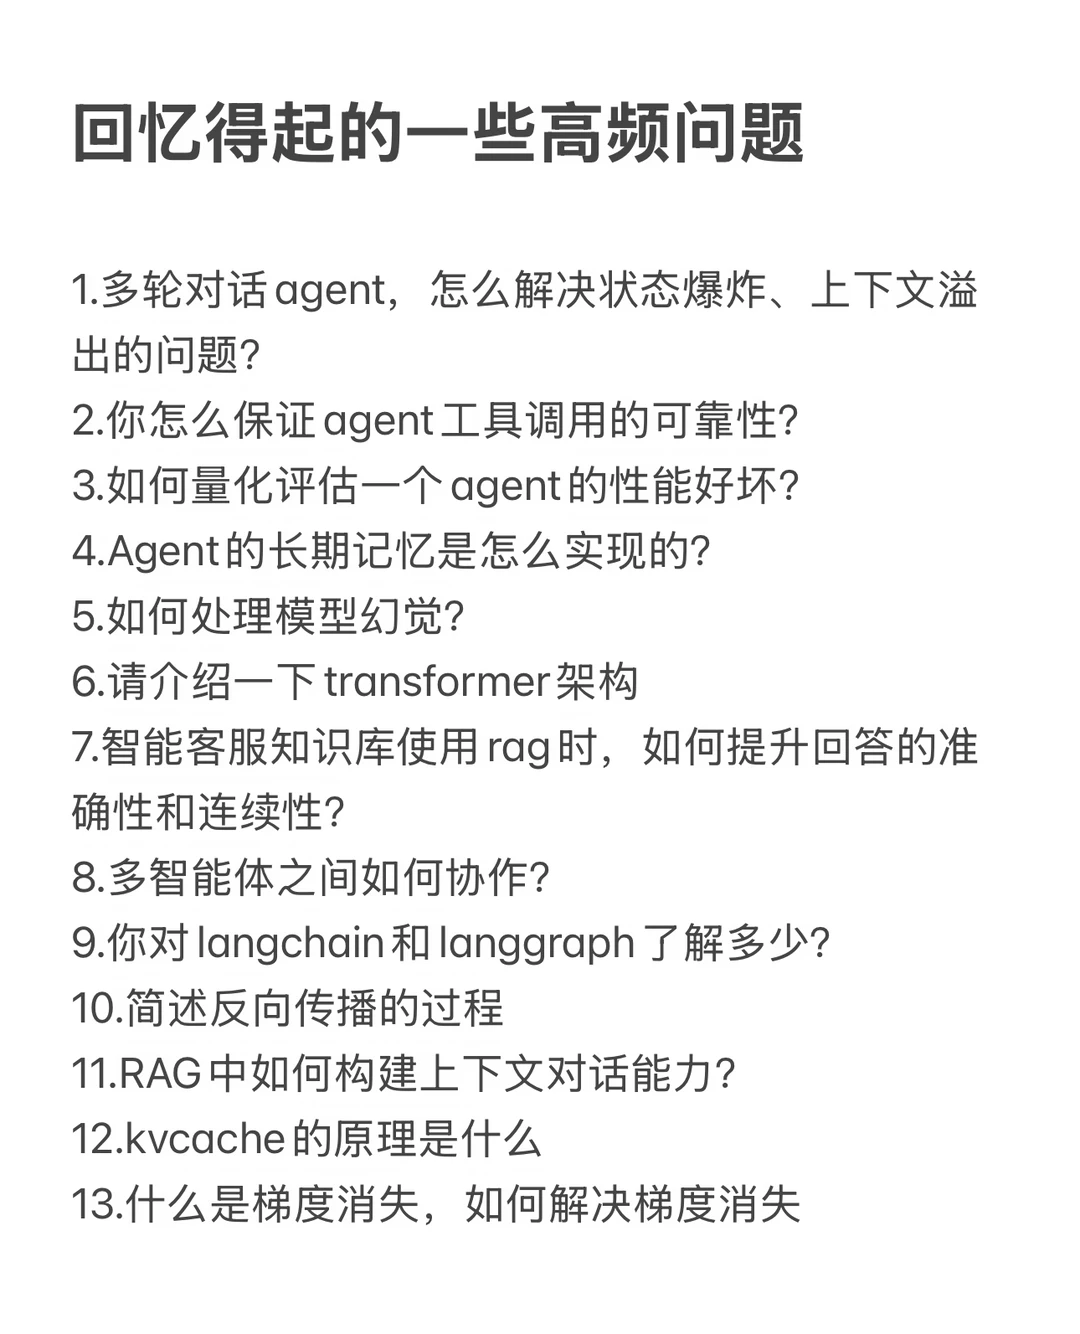 回忆得起的一些高频问题
1.多轮对话agent，怎么解决状态爆炸、上下文溢
出的问题？
2.你怎么保证agent工具调用的可靠性？
3.如何量化评估一个agent的性能好坏？
4.Agent的长期记忆是怎么实现的？
5.如何处理模型幻觉？
6.请介绍一下transformer架构
7.智能客服知识库使用rag时，如何提升回答的准
确性和连续性？
8.多智能体之间如何协作？
9.你对langchain和langgraph了解多少？
10.简述反向传播的过程
11.RAG中如何构建上下文对话能力？
12.kvcache的原理是什么
13.什么是梯度消失，如何解决梯度消失